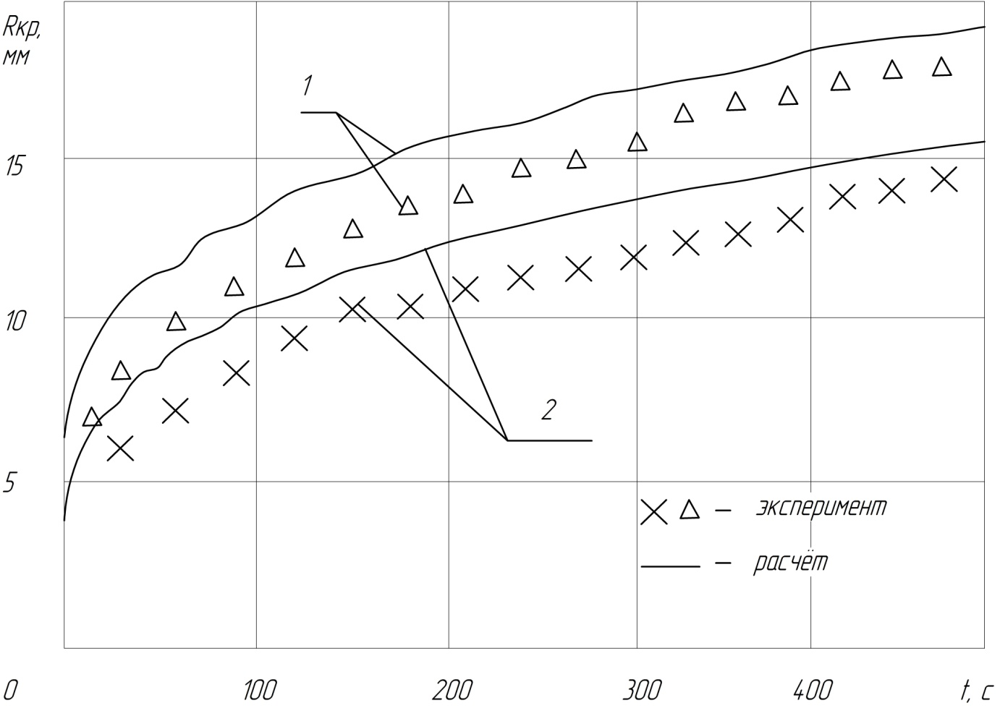 Rкр,
мм
1
15
10
2
5
– эксперимент
– расчёт
0 100 200 300 400 t, с